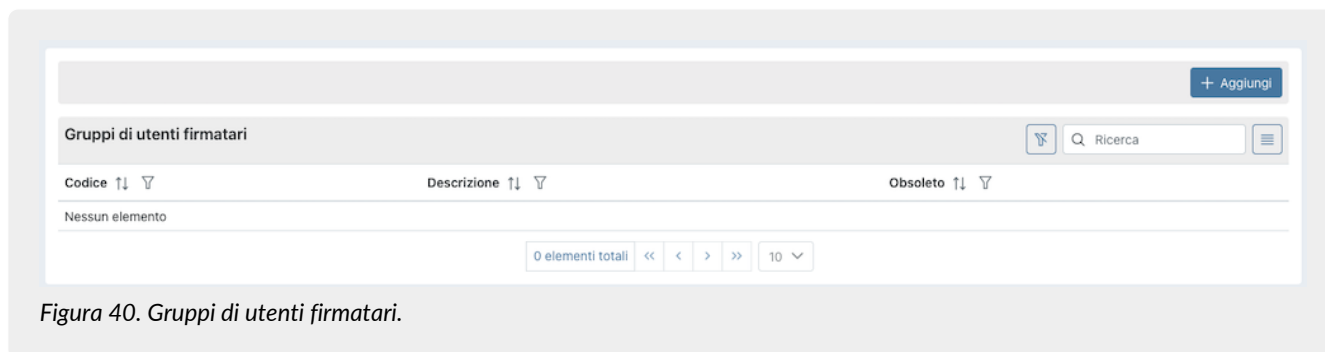 + Aggiungi
Gruppi di utenti firmatari
Ricerca
Codice
Descrizione
Obsoleto
Nessun elemento
0 elementi totali « < > » 10
Figura 40. Gruppi di utenti firmatari.